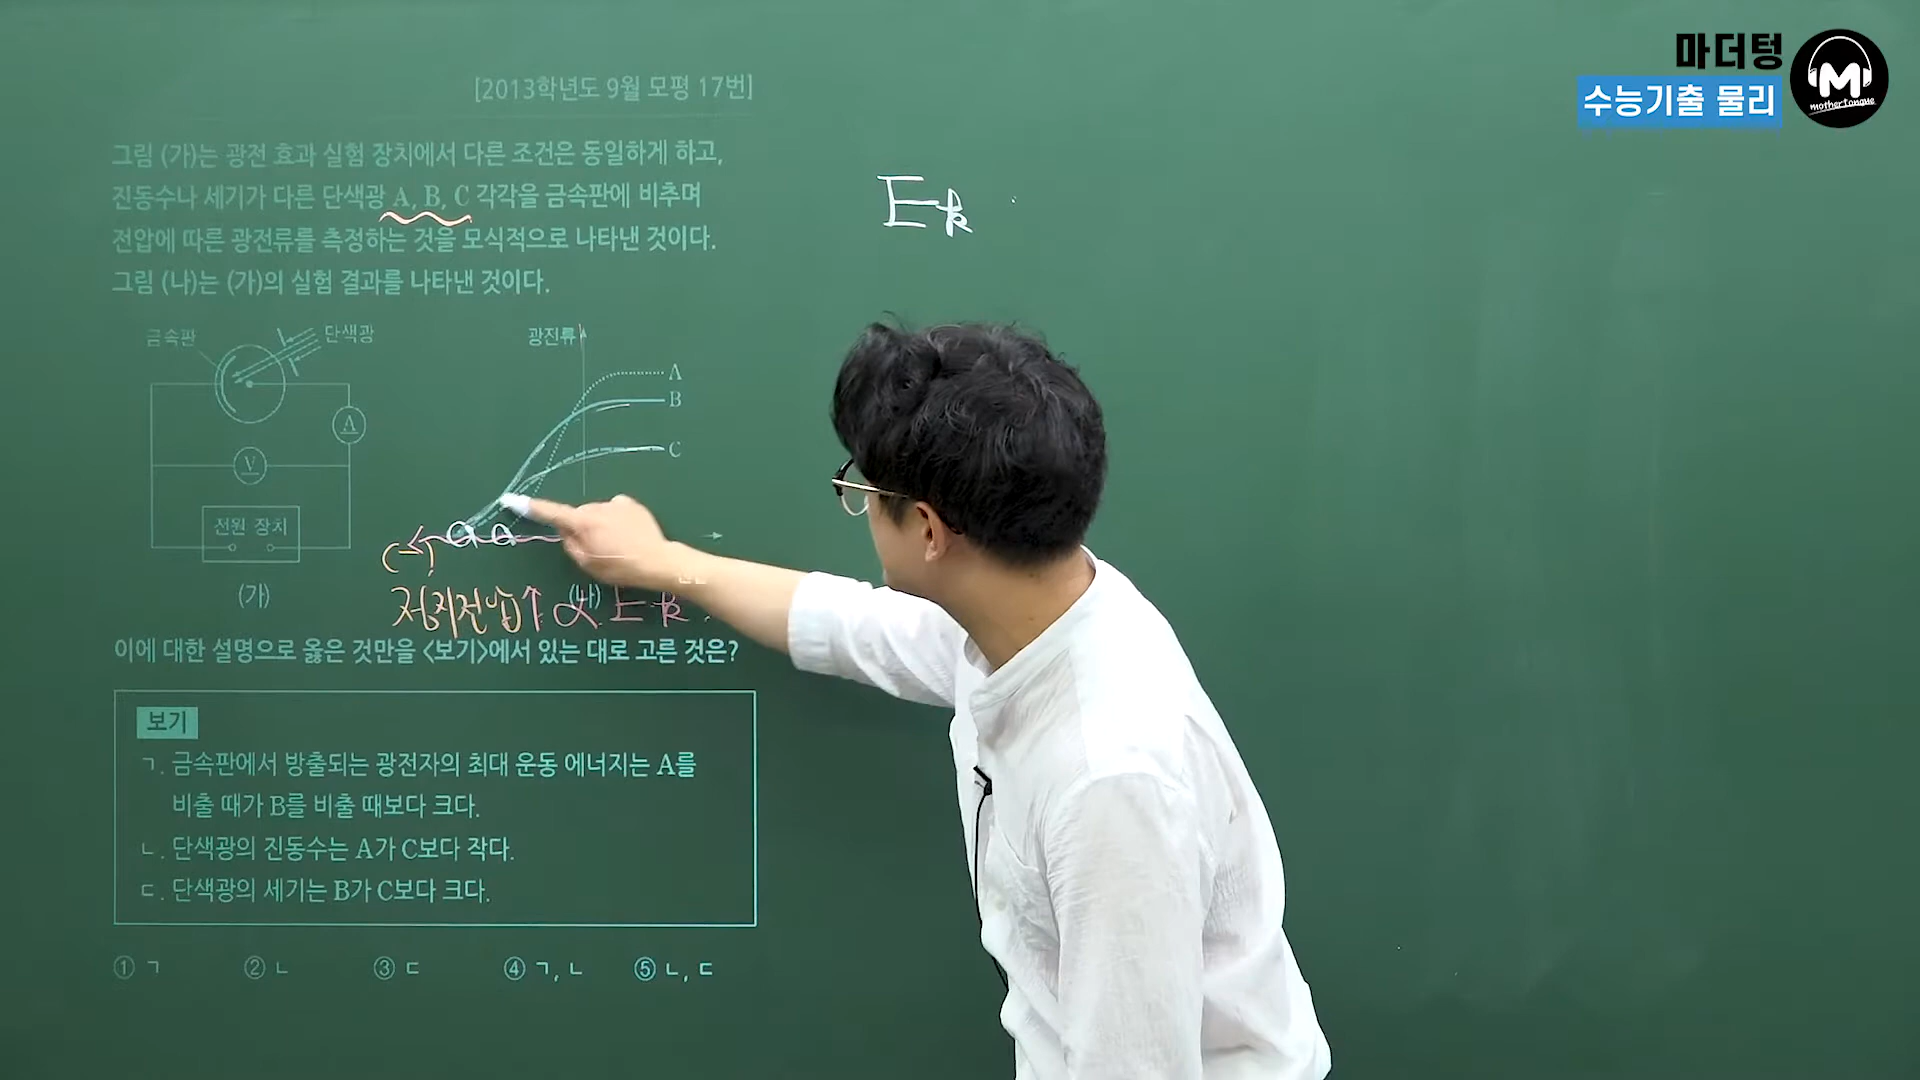 마더텅
수능기출 물리
M
mothertongue
[2013학년도 9월 모평 17번]
그림 (가)는 광전 효과 실험 장치에서 다른 조건은 동일하게 하고,
진동수나 세기가 다른 단색광 A, B, C 각각을 금속판에 비추며
전압에 따른 광전류를 측정하는 것을 모식적으로 나타낸 것이다.
그림 (나)는 (가)의 실험 결과를 나타낸 것이다.
Ek
금속판
단색광
A
V
전원 장치
(가)
광전류
A
B
C
(나)
정지전압↑ ∝ Ek
이에 대한 설명으로 옳은 것만을 <보기>에서 있는 대로 고른 것은?
보기
ㄱ. 금속판에서 방출되는 광전자의 최대 운동 에너지는 A를
비출 때가 B를 비출 때보다 크다.
ㄴ. 단색광의 진동수는 A가 C보다 작다.
ㄷ. 단색광의 세기는 B가 C보다 크다.
① ㄱ ② ㄴ ③ ㄷ ④ ㄱ, ㄴ ⑤ ㄴ, ㄷ